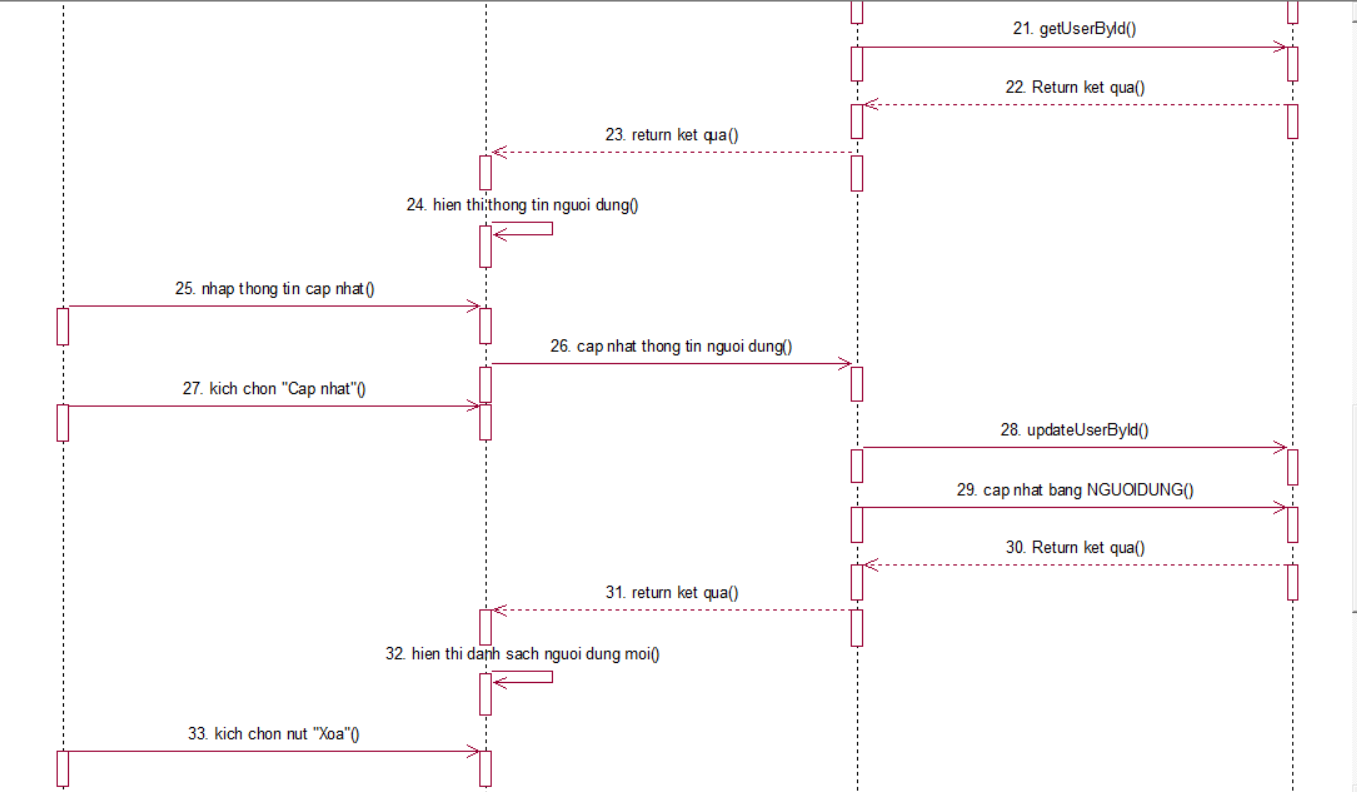 21. getUserById()
22. Return ket qua()
23. return ket qua()
24. hien thi thong tin nguoi dung()
25. nhap thong tin cap nhat()
26. cap nhat thong tin nguoi dung()
27. kich chon "Cap nhat"()
28. updateUserById()
29. cap nhat bang NGUOIDUNG()
30. Return ket qua()
31. return ket qua()
32. hien thi danh sach nguoi dung moi()
33. kich chon nut "Xoa"()